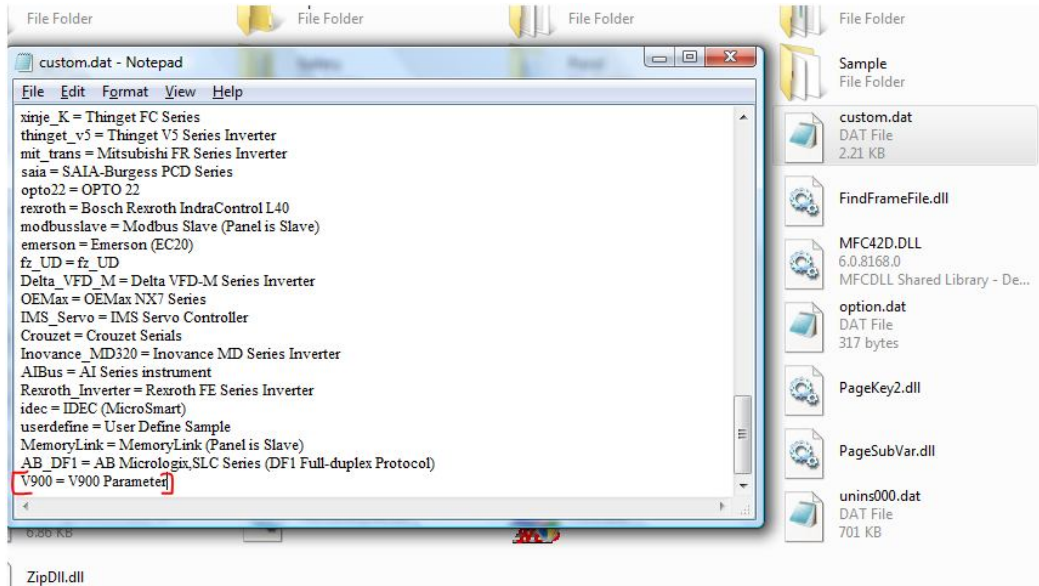 File Folder
File Folder
File Folder
File Folder
custom.dat - Notepad
File Edit Format View Help
xinje_K = Thinget FC Series
thinget_v5 = Thinget V5 Series Inverter
mit_trans = Mitsubishi FR Series Inverter
saia = SAIA-Burgess PCD Series
opto22 = OPTO 22
rexroth = Bosch Rexroth IndraControl L40
modbusslave = Modbus Slave (Panel is Slave)
emerson = Emerson (EC20)
fz_UD = fz_UD
Delta_VFD_M = Delta VFD-M Series Inverter
OEMax = OEMax NX7 Series
IMS_Servo = IMS Servo Controller
Crouzet = Crouzet Serials
Inovance_MD320 = Inovance MD Series Inverter
AIBus = AI Series instrument
Rexroth_Inverter = Rexroth FE Series Inverter
idec = IDEC (MicroSmart)
userdefine = User Define Sample
MemoryLink = MemoryLink (Panel is Slave)
AB_DF1 = AB Micrologix,SLC Series (DF1 Full-duplex Protocol)
V900 = V900 Parameter
Sample
File Folder
custom.dat
DAT File
2.21 KB
FindFrameFile.dll
MFC42D.DLL
6.0.8168.0
MFCDLL Shared Library - De...
option.dat
DAT File
317 bytes
PageKey2.dll
PageSubVar.dll
unins000.dat
DAT File
701 KB
6.86 KB
ZipDll.dll